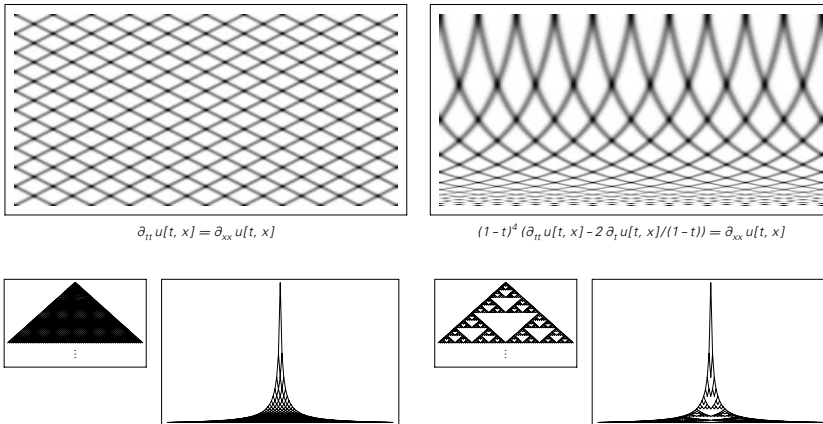 ∂tt u[t, x] = ∂xx u[t, x]
(1 - t)^4 (∂tt u[t, x] - 2 ∂t u[t, x]/(1 - t)) = ∂xx u[t, x]
⋮
⋮